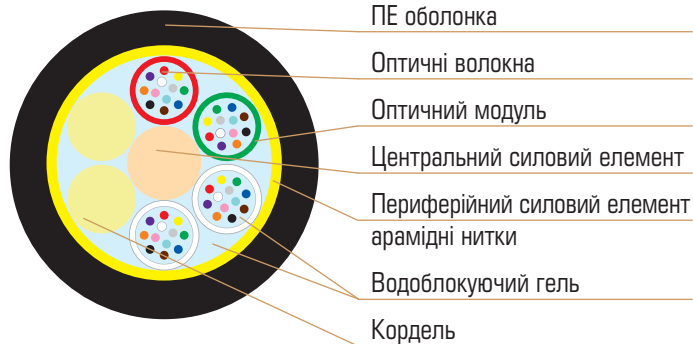 ПЕ оболонка
Оптичні волокна
Оптичний модуль
Центральний силовий елемент
Периферійний силовий елемент
арамідні нитки
Водоблокуючий гель
Кордель